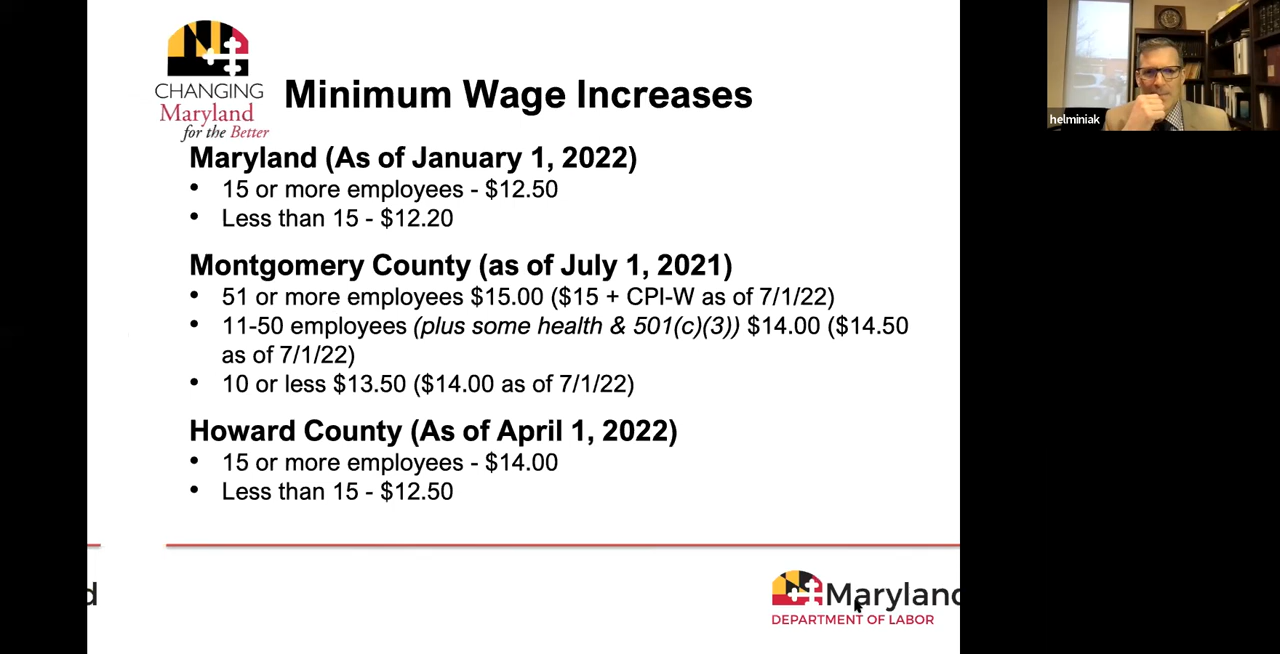 CHANGING
Maryland
for the Better
Minimum Wage Increases
Maryland (As of January 1, 2022)
• 15 or more employees - $12.50
• Less than 15 - $12.20
Montgomery County (as of July 1, 2021)
• 51 or more employees $15.00 ($15 + CPI-W as of 7/1/22)
• 11-50 employees (plus some health & 501(c)(3)) $14.00 ($14.50
as of 7/1/22)
• 10 or less $13.50 ($14.00 as of 7/1/22)
Howard County (As of April 1, 2022)
• 15 or more employees - $14.00
• Less than 15 - $12.50
d
Maryland
DEPARTMENT OF LABOR
helminiak